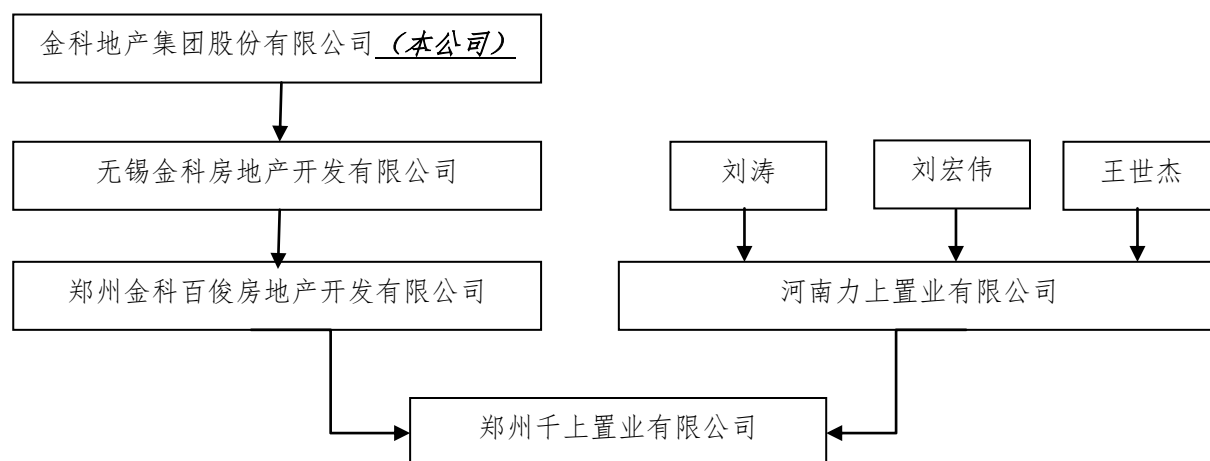 金科地产集团股份有限公司（本公司）
无锡金科房地产开发有限公司
刘涛
刘宏伟
王世杰
郑州金科百俊房地产开发有限公司
河南力上置业有限公司
郑州千上置业有限公司